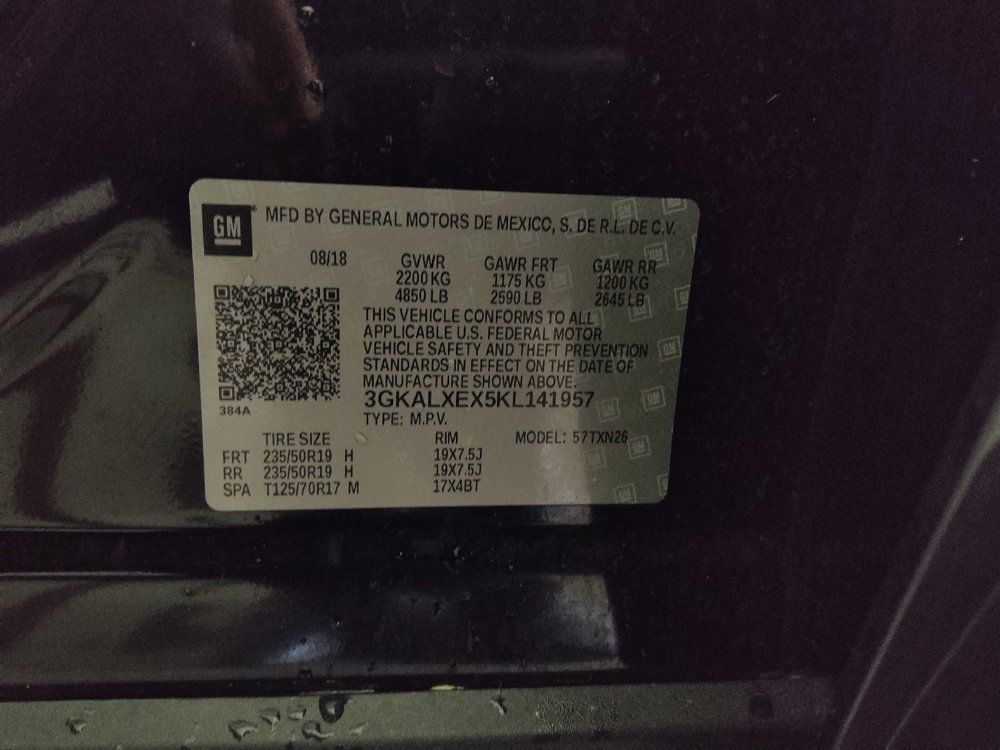 GM
MFD BY GENERAL MOTORS DE MEXICO, S. DE R.L. DE C.V.
08/18 GVWR GAWR FRT GAWR RR
2200 KG 1175 KG 1200 KG
4850 LB 2590 LB 2645 LB
THIS VEHICLE CONFORMS TO ALL
APPLICABLE U.S. FEDERAL MOTOR
VEHICLE SAFETY AND THEFT PREVENTION
STANDARDS IN EFFECT ON THE DATE OF
MANUFACTURE SHOWN ABOVE.
3GKALXEX5KL141957
384A
TYPE: M.P.V.
TIRE SIZE RIM MODEL: 57TXN26
FRT 235/50R19 H 19X7.5J
RR 235/50R19 H 19X7.5J
SPA T125/70R17 M 17X4BT